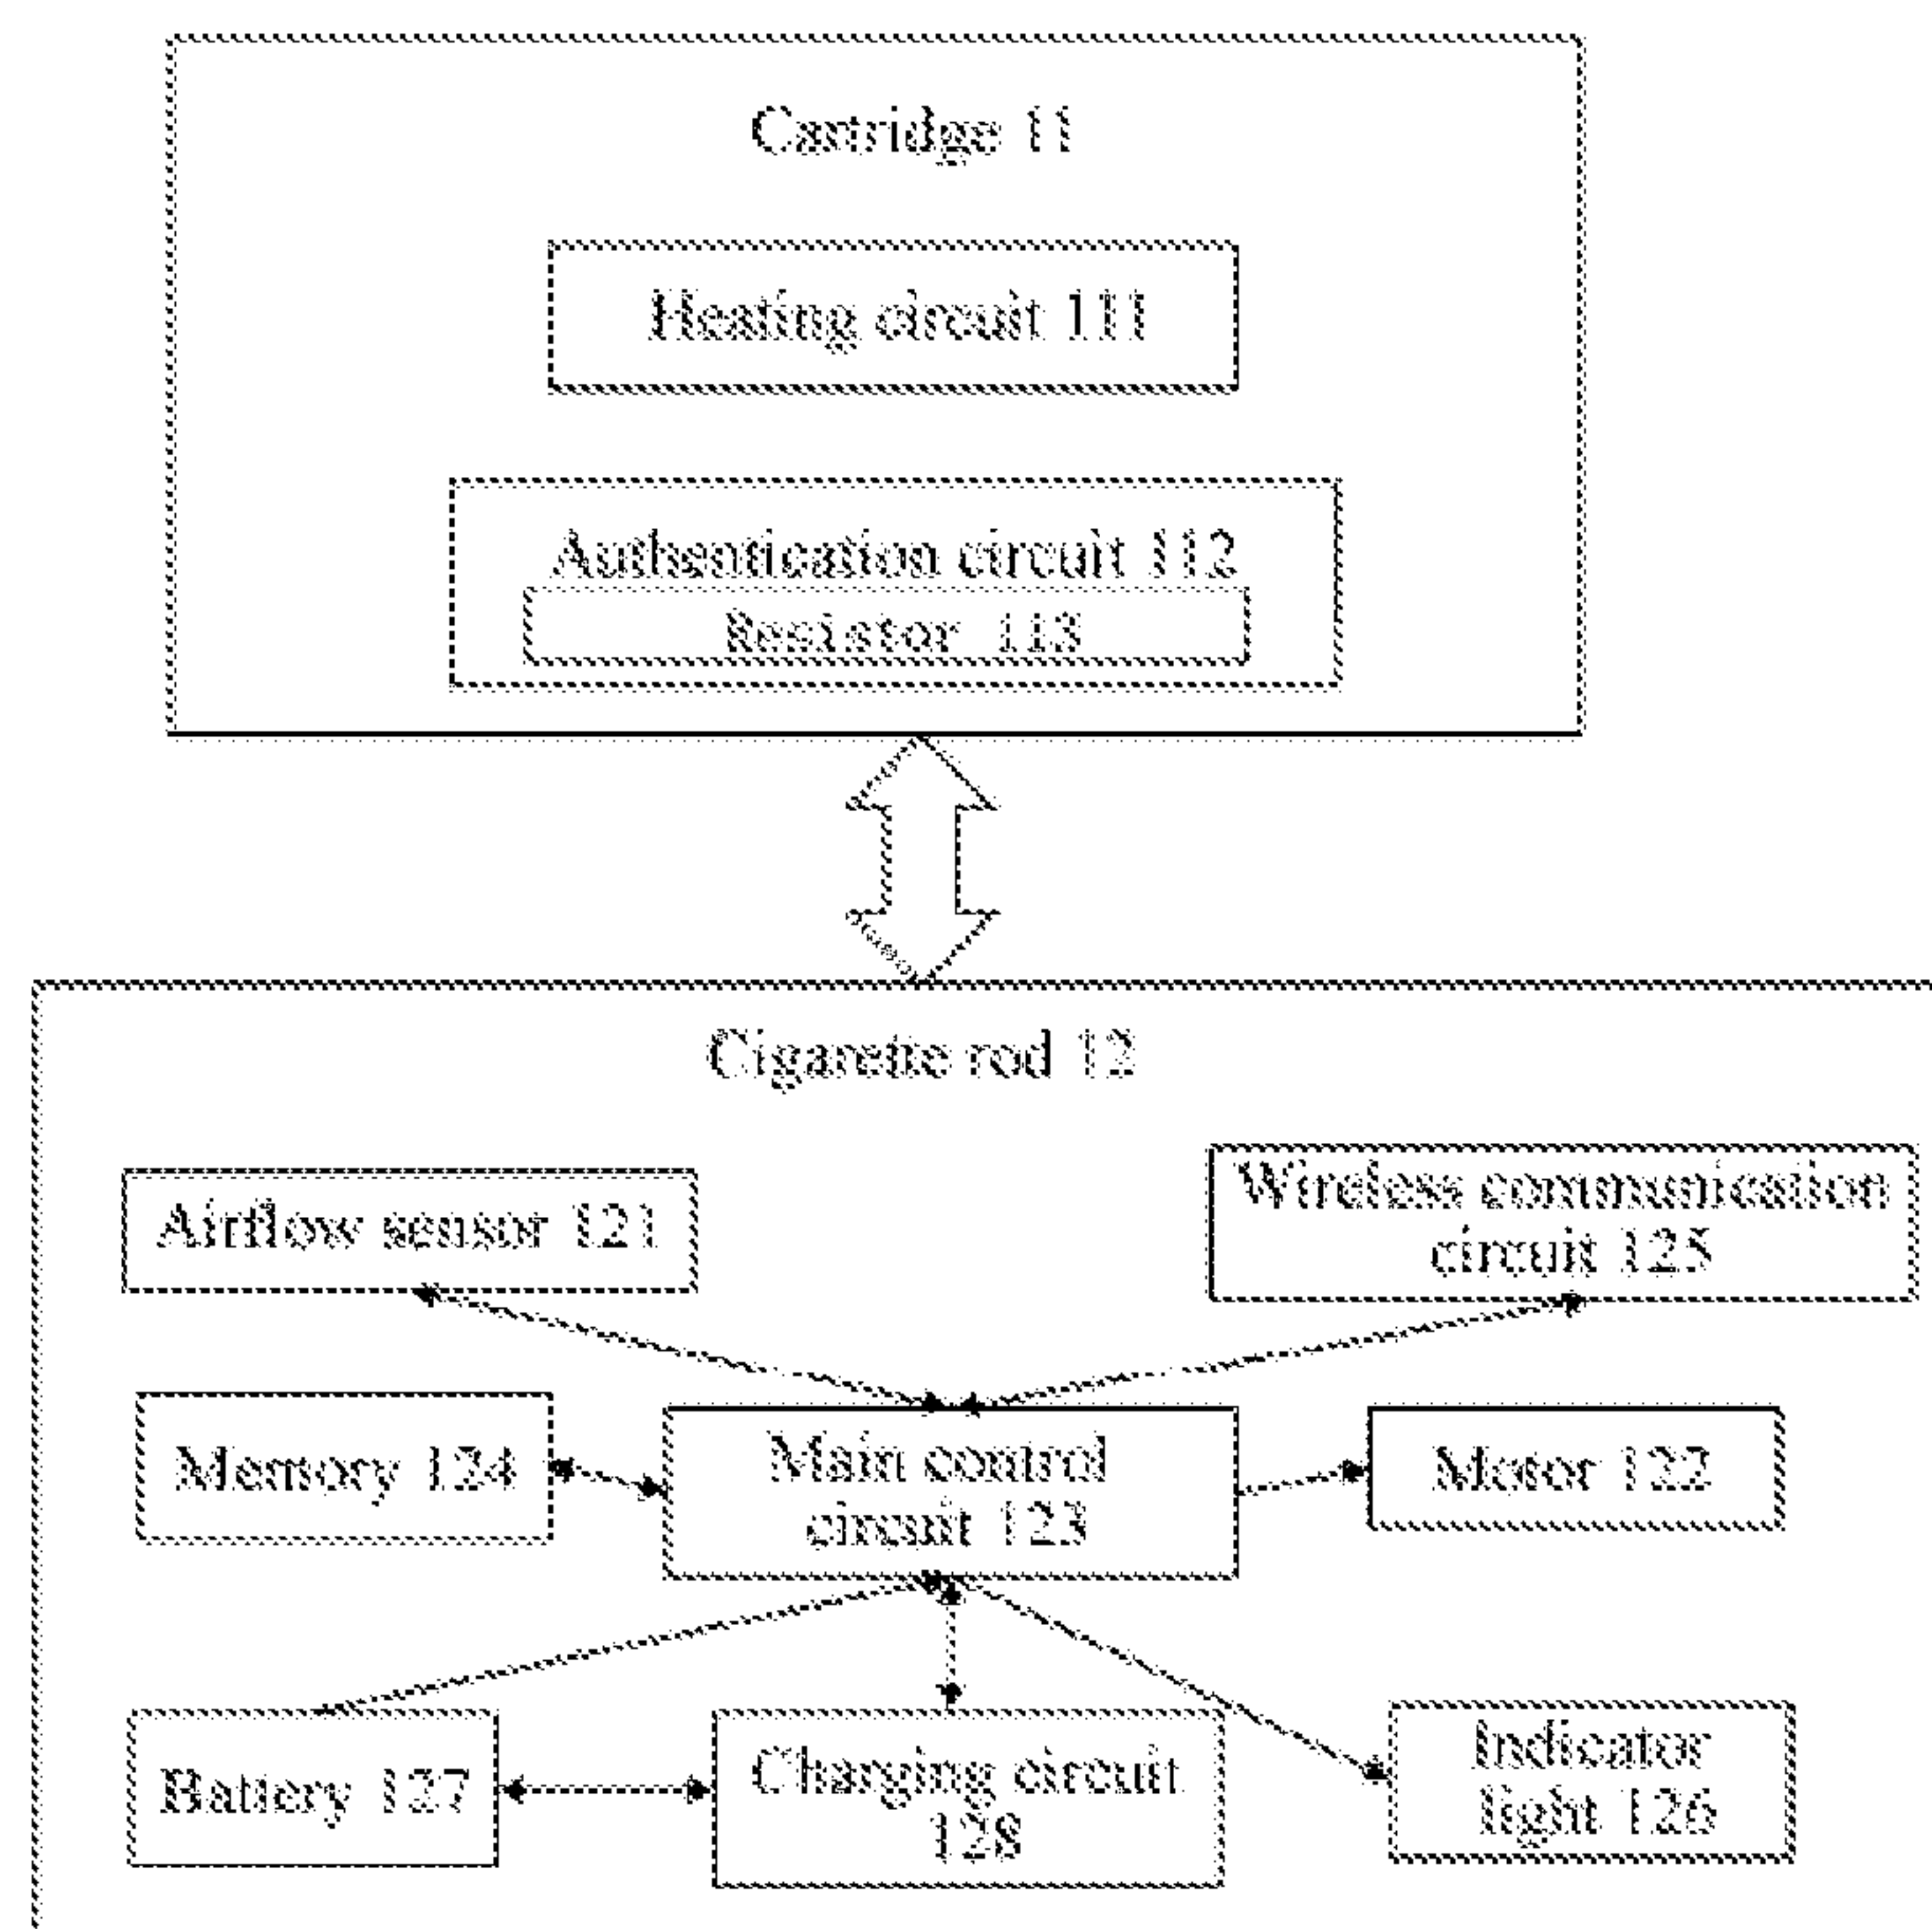 Cartridge 11
Heating circuit 111
Authentication circuit 112
Resistor 113
Cigarette rod 12
Airflow sensor 121
Wireless communication
circuit 125
Memory 124
Main control
circuit 123
Motor 122
Battery 127
Charging circuit
128
Indicator
light 126